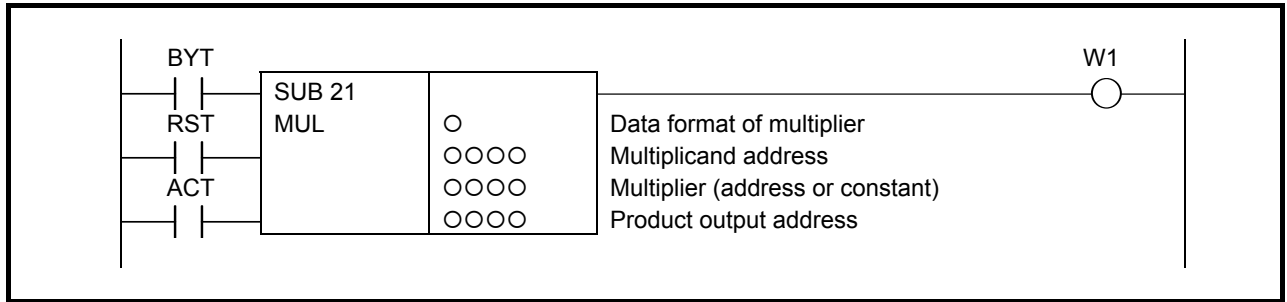 BYT W1
SUB 21
RST MUL ○ Data format of multiplier
○○○○ Multiplicand address
ACT ○○○○ Multiplier (address or constant)
○○○○ Product output address